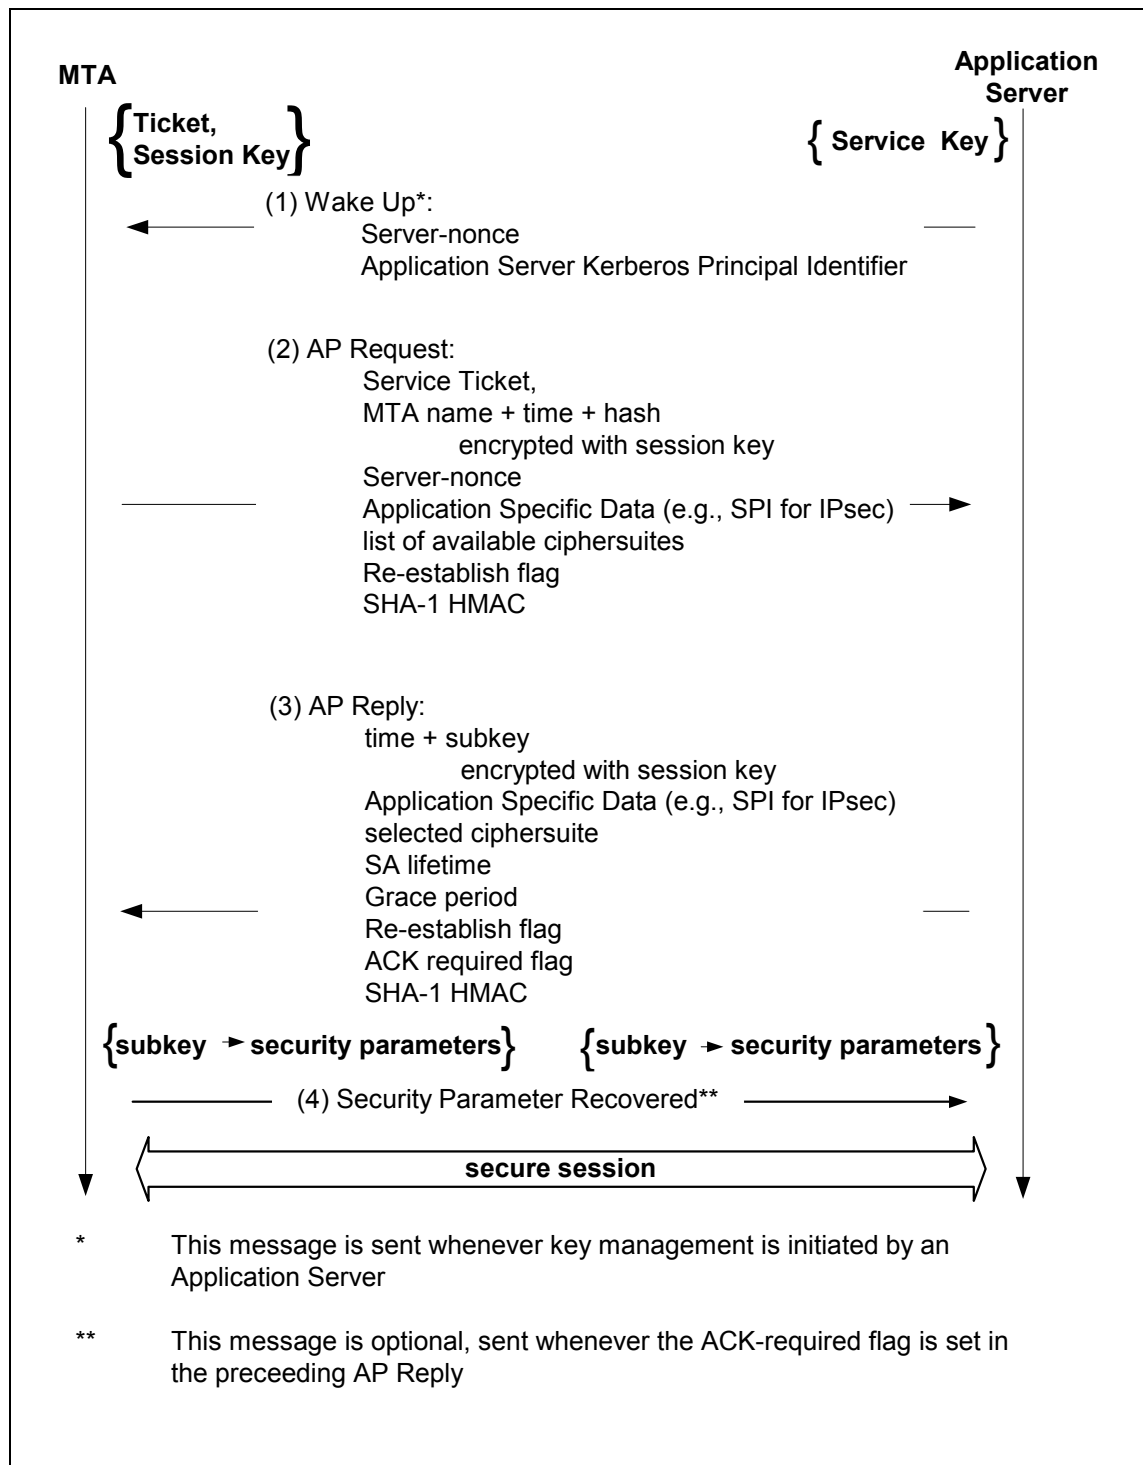 MTA
Application
Server
{Ticket,
Session Key}
{ Service Key }
(1) Wake Up*:
Server-nonce
Application Server Kerberos Principal Identifier
(2) AP Request:
Service Ticket,
MTA name + time + hash
encrypted with session key
Server-nonce
Application Specific Data (e.g., SPI for IPsec)
list of available ciphersuites
Re-establish flag
SHA-1 HMAC
(3) AP Reply:
time + subkey
encrypted with session key
Application Specific Data (e.g., SPI for IPsec)
selected ciphersuite
SA lifetime
Grace period
Re-establish flag
ACK required flag
SHA-1 HMAC
{subkey → security parameters} {subkey → security parameters}
(4) Security Parameter Recovered**
secure session
* This message is sent whenever key management is initiated by an
Application Server
** This message is optional, sent whenever the ACK-required flag is set in
the preceeding AP Reply